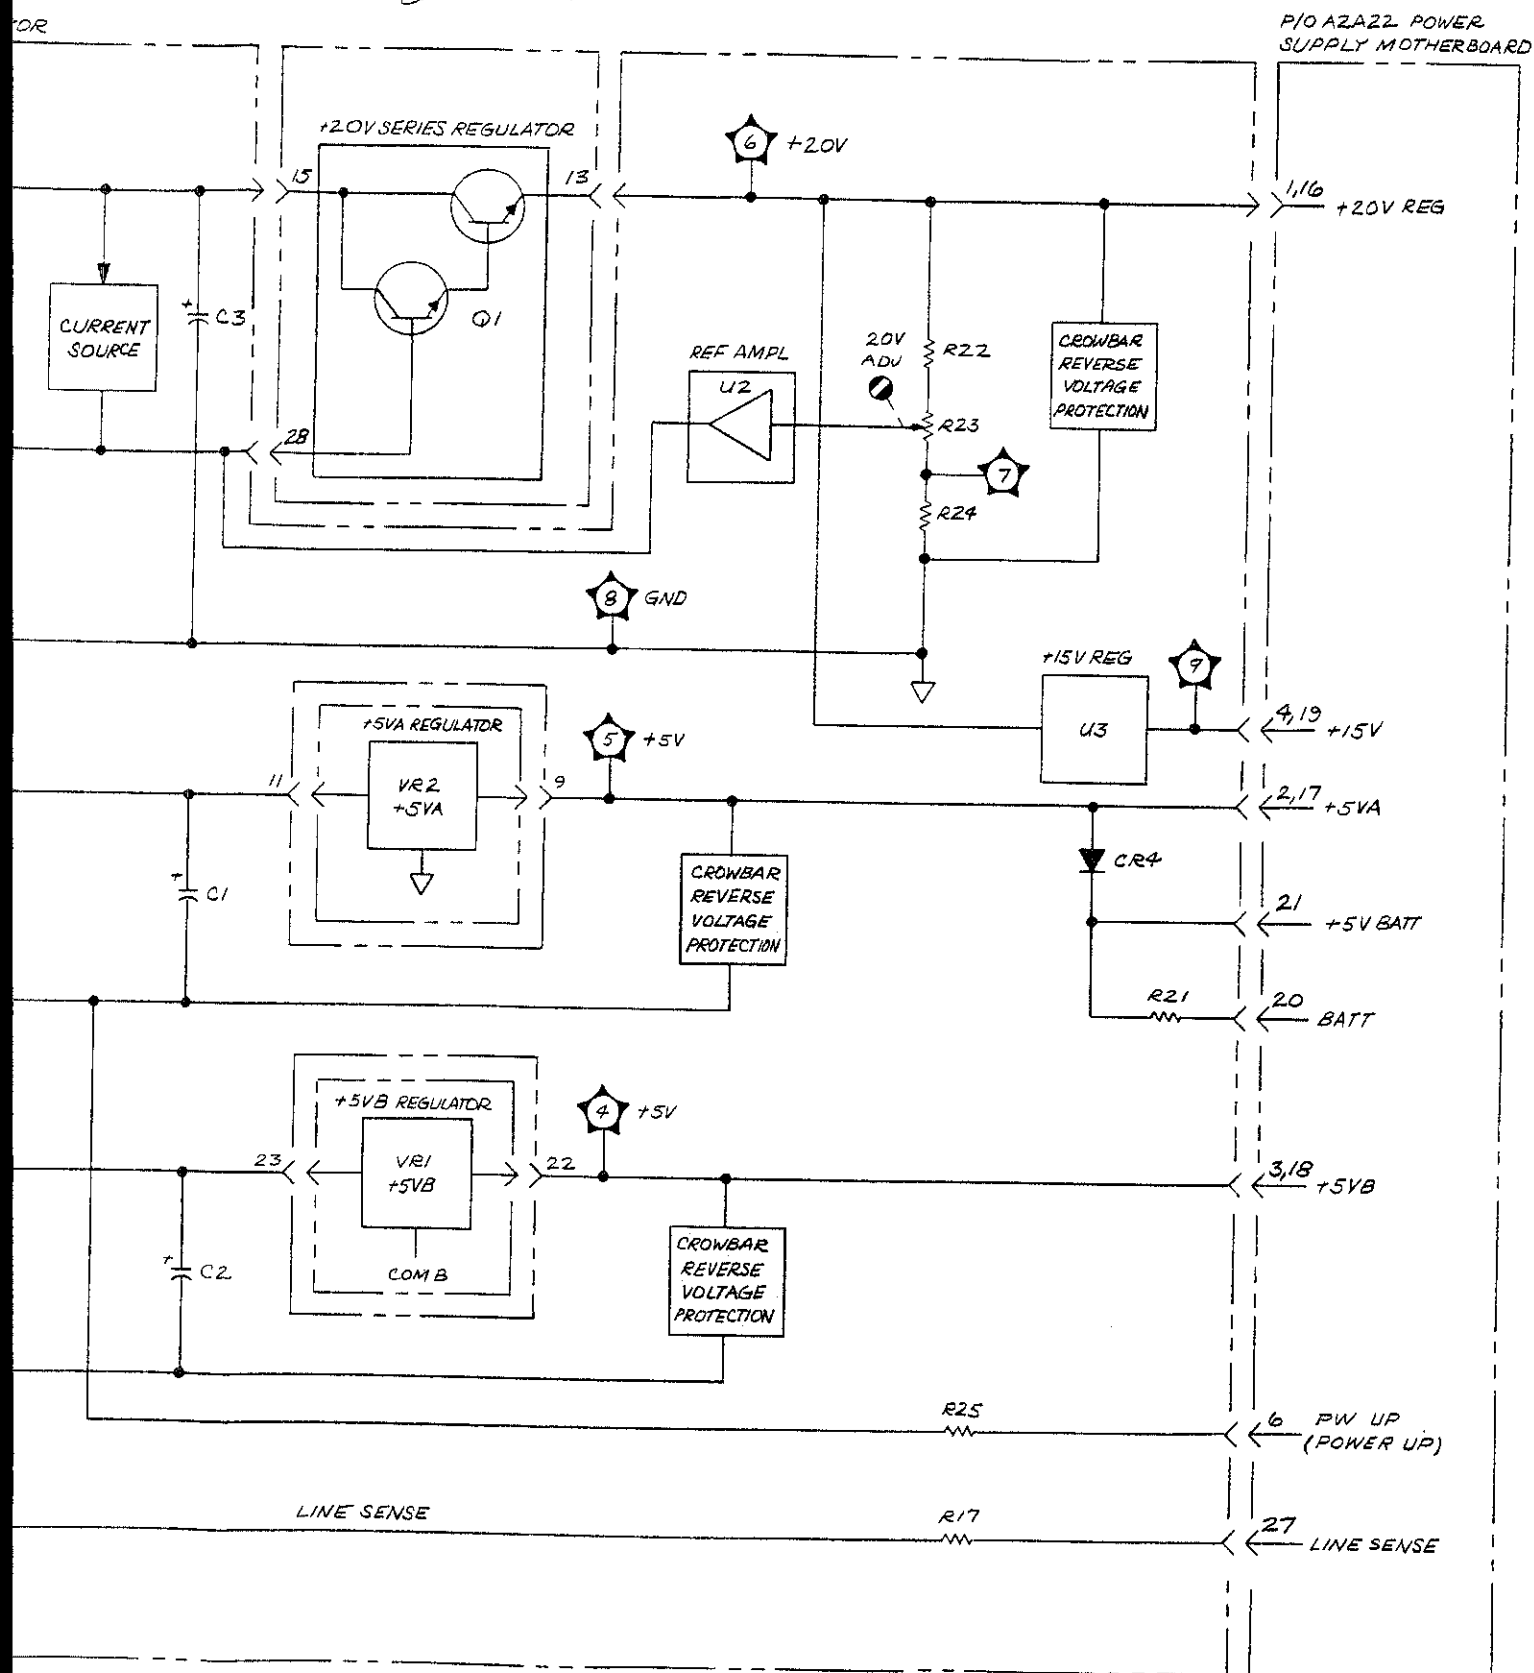 P/O A2A22 POWER
SUPPLY MOTHERBOARD
+20V SERIES REGULATOR
6
+20V
15
13
1,16
+20V REG
CURRENT
SOURCE
+
C3
Q1
28
REF AMPL
U2
20V
ADJ
R22
R23
7
R24
CROWBAR
REVERSE
VOLTAGE
PROTECTION
8
GND
+15V REG
U3
9
4,19
+15V
+5VA REGULATOR
11
VR2
+5VA
9
5
+5V
2,17
+5VA
+
C1
CROWBAR
REVERSE
VOLTAGE
PROTECTION
CR4
21
+5V BATT
R21
20
BATT
+5VB REGULATOR
23
VR1
+5VB
22
COM B
4
+5V
3,18
+5VB
+
C2
CROWBAR
REVERSE
VOLTAGE
PROTECTION
R25
6
PW UP
(POWER UP)
LINE SENSE
R17
27
LINE SENSE